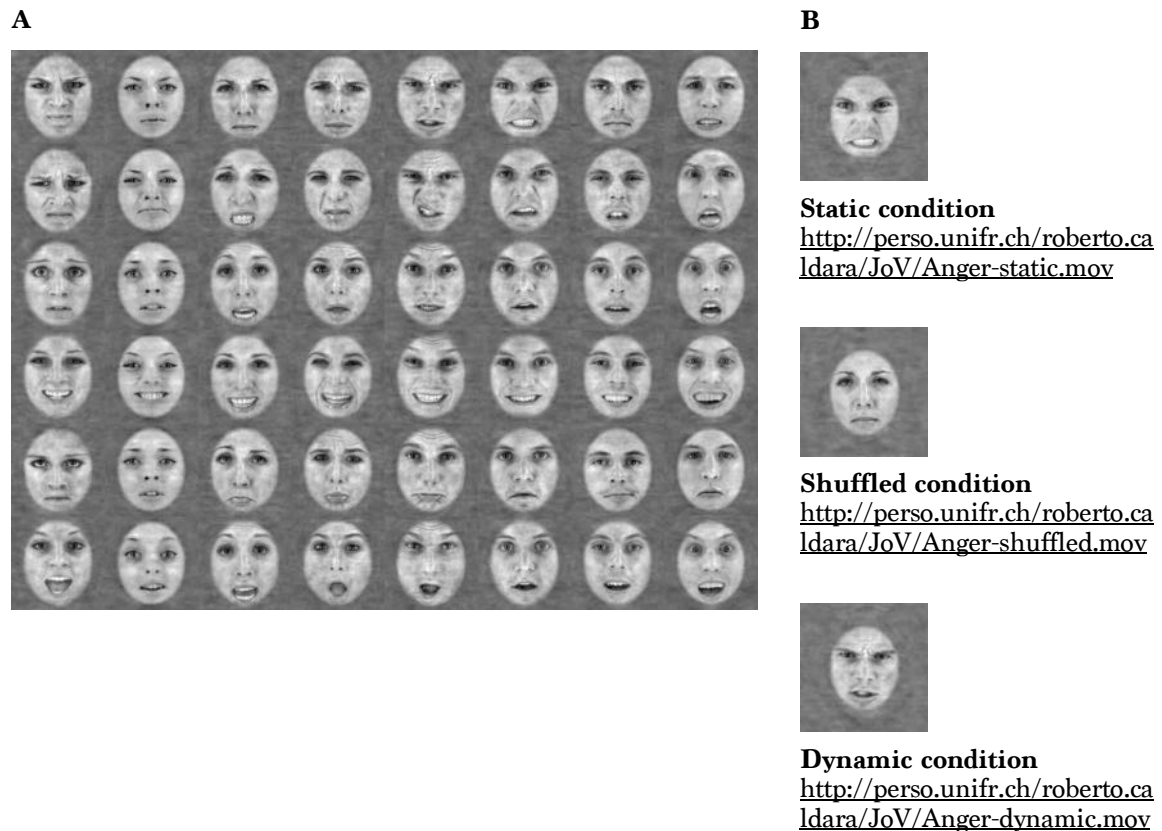 A
B
Static condition
http://perso.unifr.ch/roberto.ca
ldara/JoV/Anger-static.mov
Shuffled condition
http://perso.unifr.ch/roberto.ca
ldara/JoV/Anger-shuffled.mov
Dynamic condition
http://perso.unifr.ch/roberto.ca
ldara/JoV/Anger-dynamic.mov